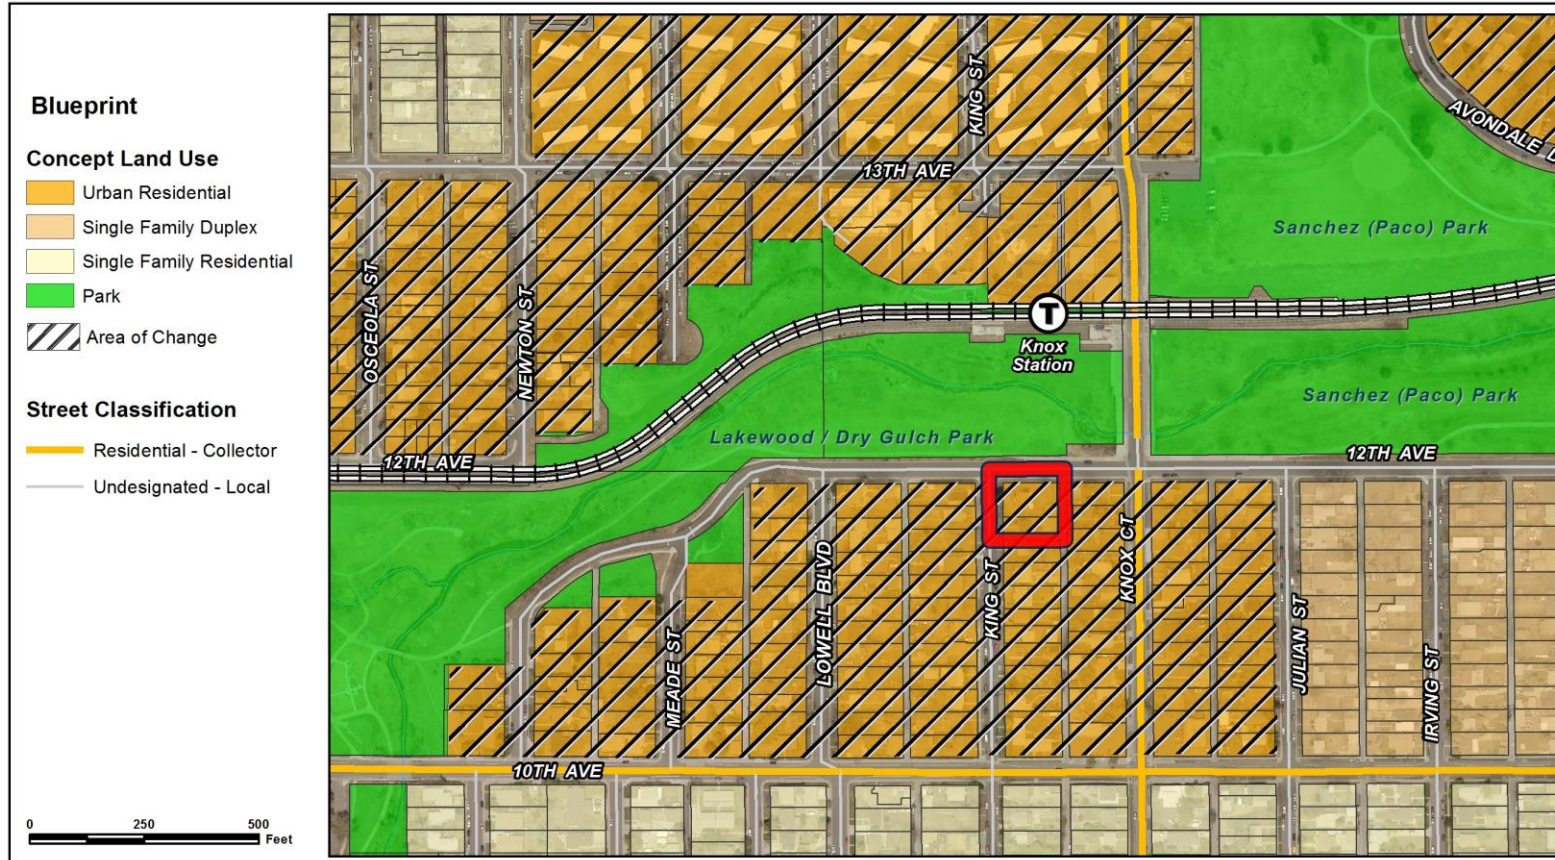 Blueprint
Concept Land Use
Urban Residential
Single Family Duplex
Single Family Residential
Park
Area of Change
Street Classification
Residential - Collector
Undesignated - Local
0 250 500
Feet
KING ST
AVONDALE D
13TH AVE
Sanchez (Paco) Park
OSCEOLA ST
NEWTON ST
T
Knox
Station
Sanchez (Paco) Park
Lakewood / Dry Gulch Park
12TH AVE
12TH AVE
LOWELL BLVD
KING ST
KNOX CT
MEADE ST
JULIAN ST
IRVING ST
10TH AVE